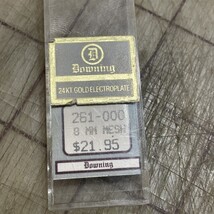 D
Downing
24KT GOLD ELECTROPLATE
261-000
8 MM MESH
$21.95
Downing